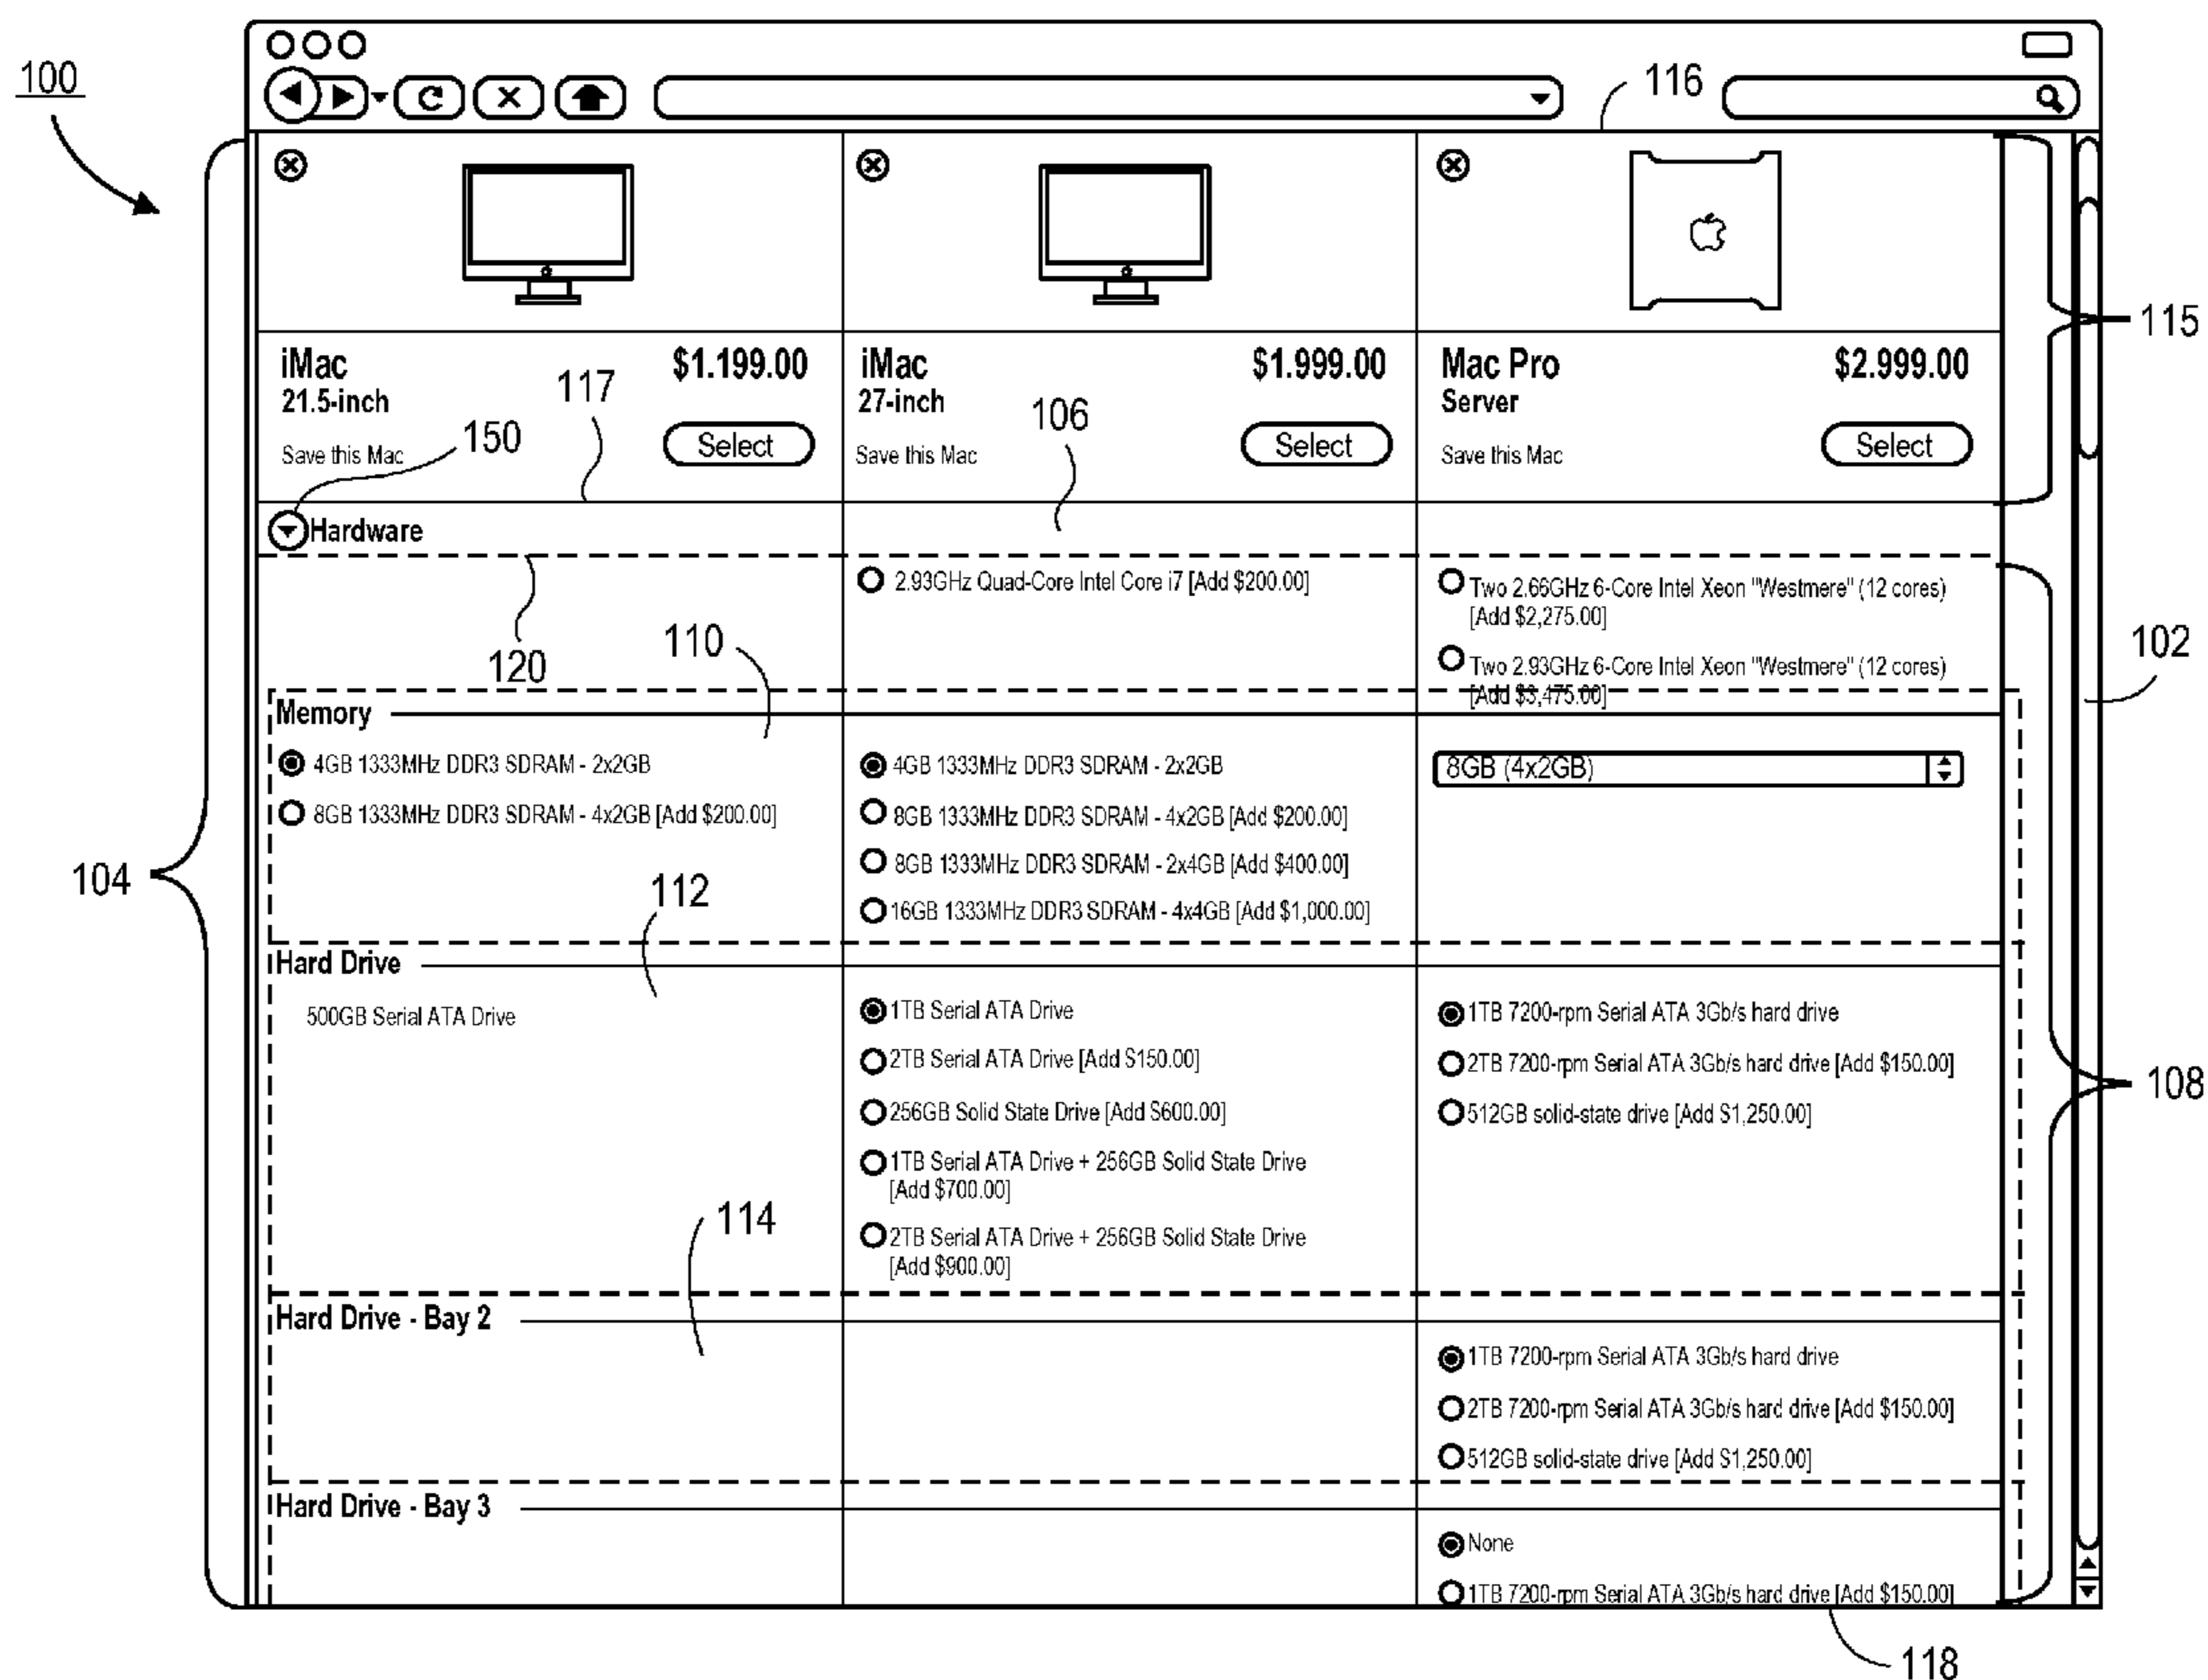 100
116
115
iMac
21.5-inch
$1.199.00
Save this Mac
Select
iMac
27-inch
$1.999.00
Save this Mac
Select
Mac Pro
Server
$2.999.00
Save this Mac
Select
117
106
150
Hardware
120
2.93GHz Quad-Core Intel Core i7 [Add $200.00]
Two 2.66GHz 6-Core Intel Xeon "Westmere" (12 cores)
[Add $2,275.00]
Two 2.93GHz 6-Core Intel Xeon "Westmere" (12 cores)
[Add $3,475.00]
102
110
Memory
4GB 1333MHz DDR3 SDRAM - 2x2GB
8GB 1333MHz DDR3 SDRAM - 4x2GB [Add $200.00]
4GB 1333MHz DDR3 SDRAM - 2x2GB
8GB 1333MHz DDR3 SDRAM - 4x2GB [Add $200.00]
8GB 1333MHz DDR3 SDRAM - 2x4GB [Add $400.00]
16GB 1333MHz DDR3 SDRAM - 4x4GB [Add $1,000.00]
8GB (4x2GB)
104
112
Hard Drive
500GB Serial ATA Drive
1TB Serial ATA Drive
2TB Serial ATA Drive [Add S150.00]
256GB Solid State Drive [Add S600.00]
1TB Serial ATA Drive + 256GB Solid State Drive
[Add $700.00]
2TB Serial ATA Drive + 256GB Solid State Drive
[Add $900.00]
1TB 7200-rpm Serial ATA 3Gb/s hard drive
2TB 7200-rpm Serial ATA 3Gb/s hard drive [Add $150.00]
512GB solid-state drive [Add S1,250.00]
108
114
Hard Drive - Bay 2
1TB 7200-rpm Serial ATA 3Gb/s hard drive
2TB 7200-rpm Serial ATA 3Gb/s hard drive [Add $150.00]
512GB solid-state drive [Add S1,250.00]
Hard Drive - Bay 3
None
1TB 7200-rpm Serial ATA 3Gb/s hard drive [Add $150.00]
118